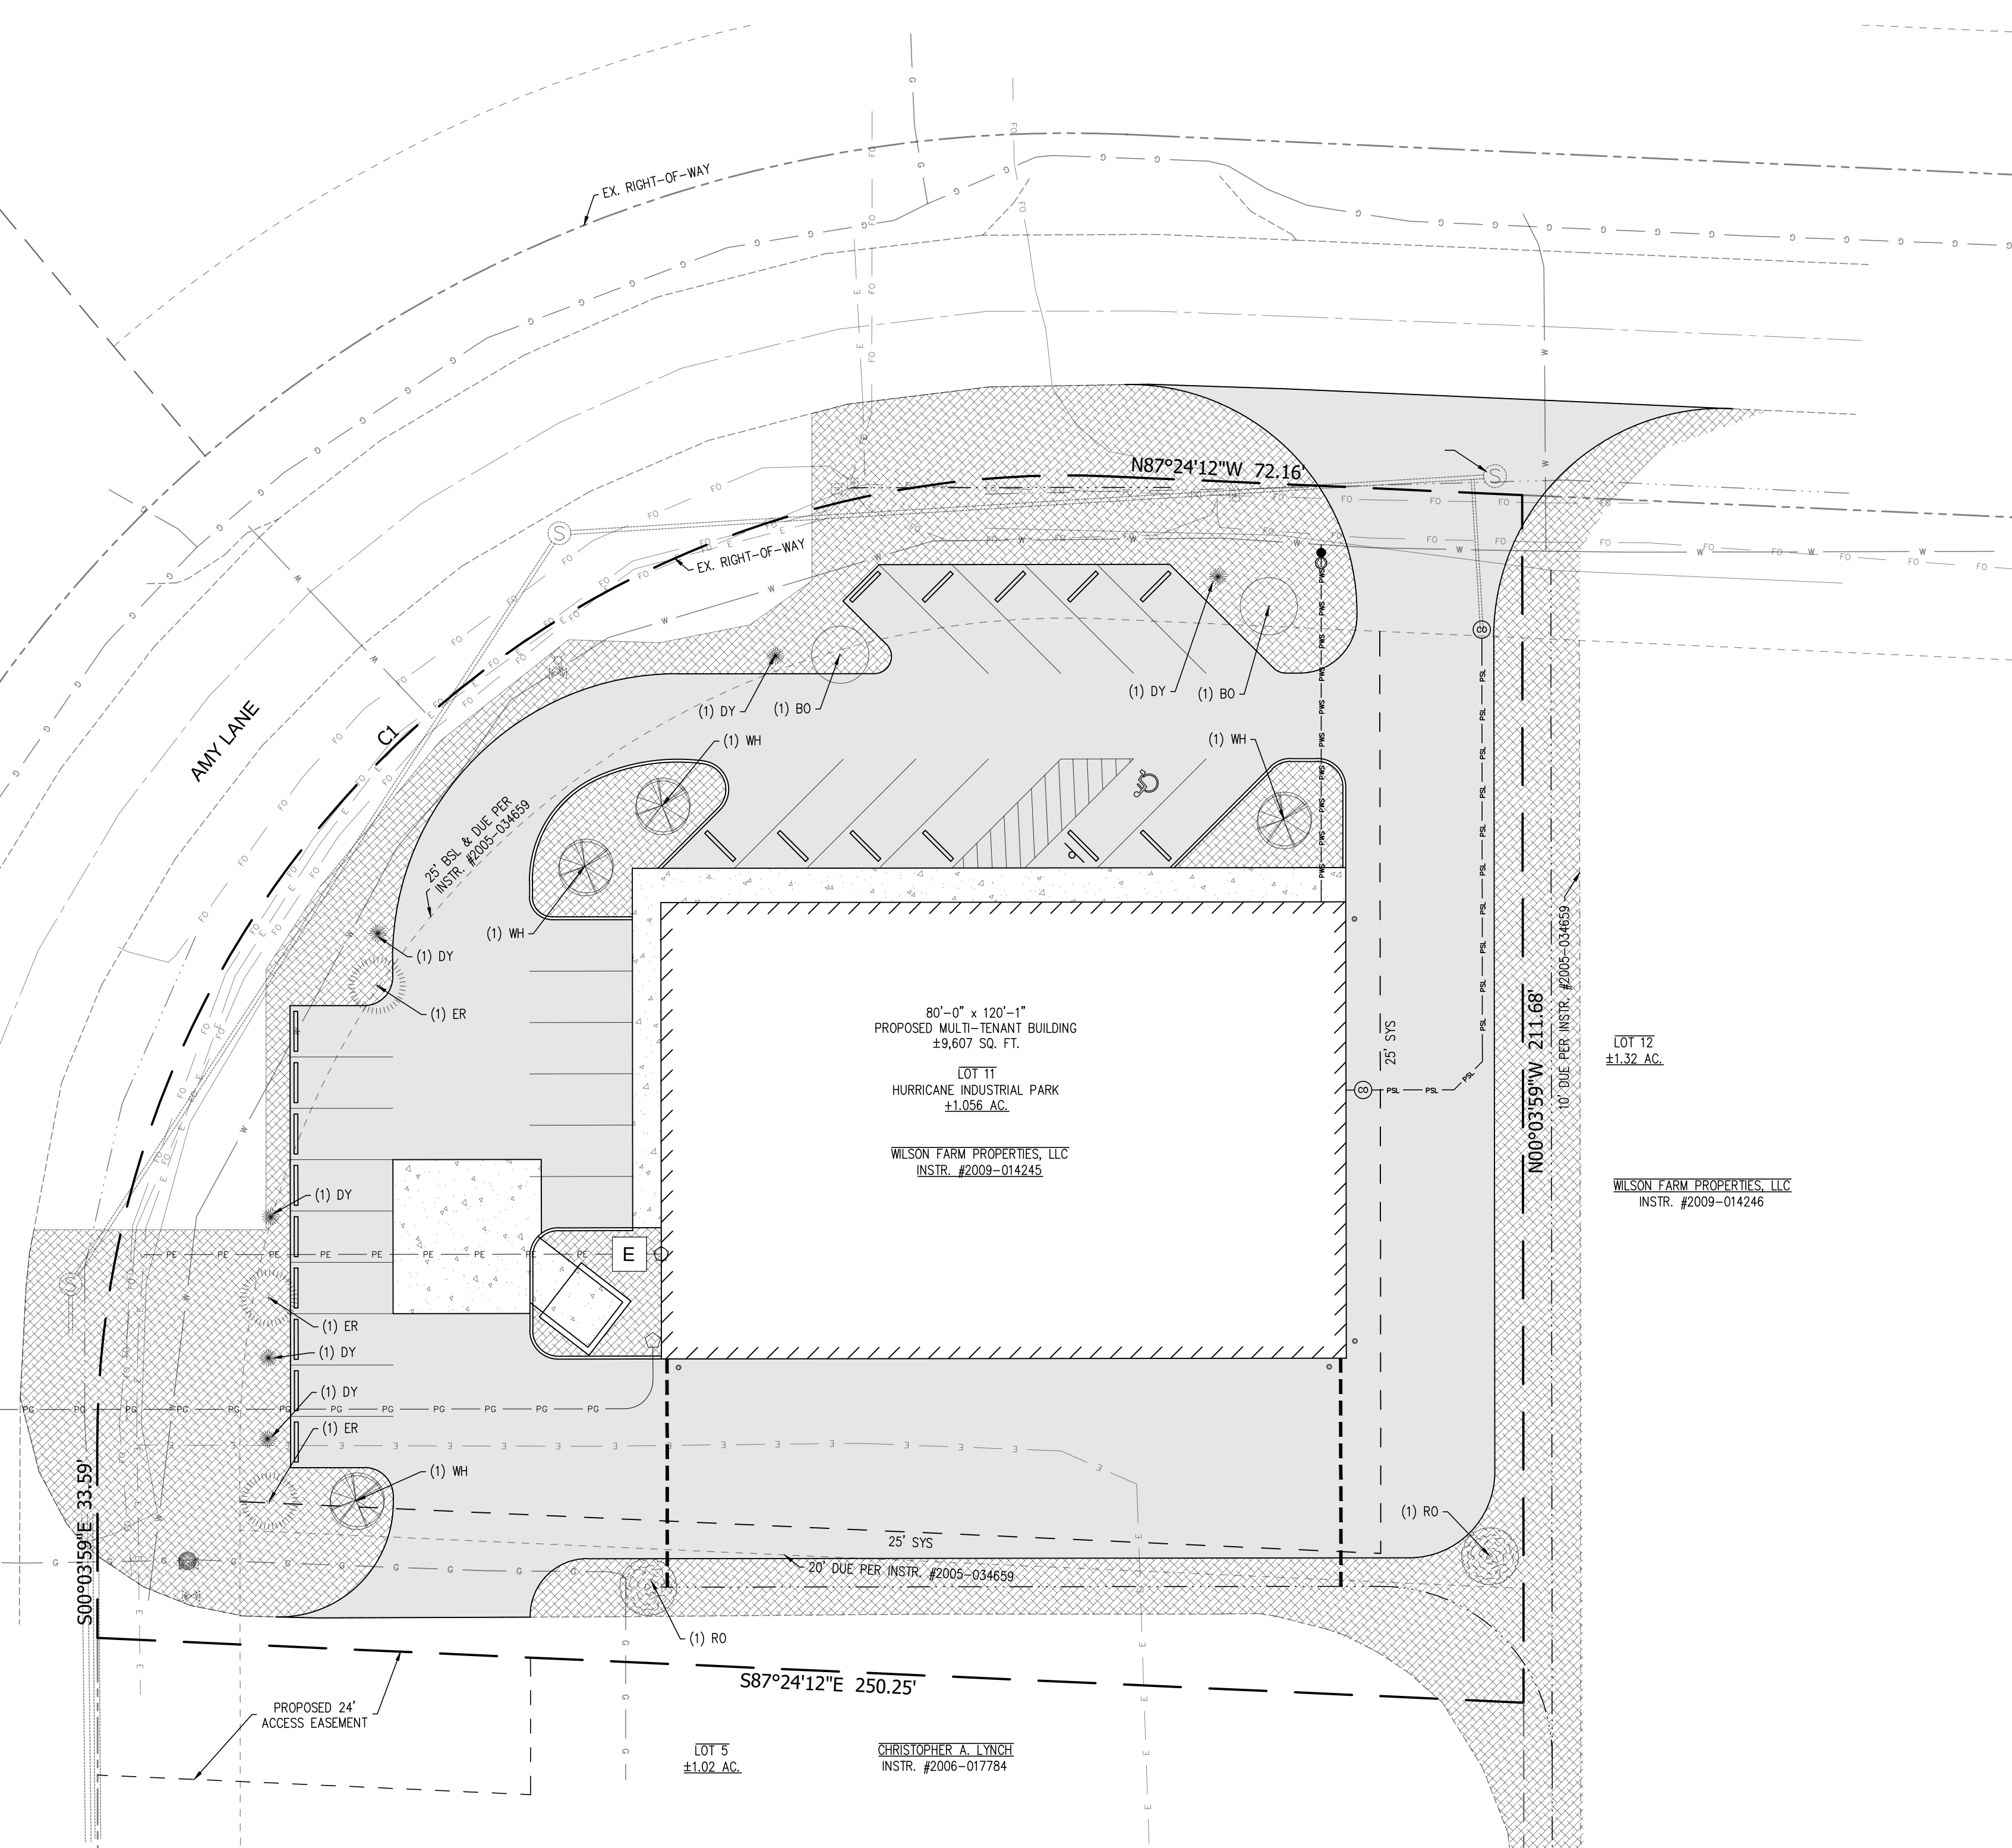 EX. RIGHT-OF-WAY
N87°24'12"W 72.16'
EX. RIGHT-OF-WAY
AMY LANE
C1
(1) DY
(1) BO
(1) DY
(1) BO
(1) WH
(1) WH
25' BSL & DUE PER
INSTR. #2005-034659
(1) WH
(1) DY
(1) ER
80'-0" x 120'-1"
PROPOSED MULTI-TENANT BUILDING
±9,607 SQ. FT.
LOT 11
HURRICANE INDUSTRIAL PARK
±1.056 AC.
WILSON FARM PROPERTIES, LLC
INSTR. #2009-014245
25' SYS
N00°03'59"W 211.68'
10' DUE PER INSTR. #2005-034659
LOT 12
±1.32 AC.
WILSON FARM PROPERTIES, LLC
INSTR. #2009-014246
(1) DY
E
(1) ER
(1) DY
(1) DY
(1) ER
(1) WH
(1) RO
25' SYS
20' DUE PER INSTR. #2005-034659
S00°03'59"E 33.59'
(1) RO
S87°24'12"E 250.25'
PROPOSED 24'
ACCESS EASEMENT
LOT 5
±1.02 AC.
CHRISTOPHER A. LYNCH
INSTR. #2006-017784